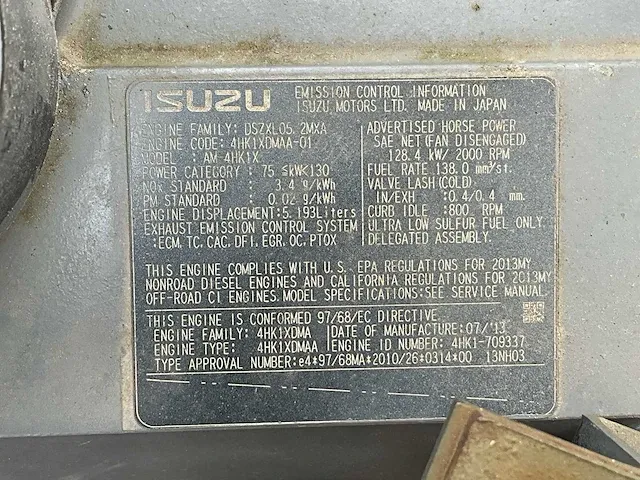 ISUZU EMISSION CONTROL INFORMATION
ISUZU MOTORS LTD. MADE IN JAPAN
ENGINE FAMILY: DSZXL05.2MXA
ENGINE CODE: 4HK1XDMAA-01
MODEL : AM-4HK1X
POWER CATEGORY : 75 ≤kW<130
NOx STANDARD : 3.4 g/kWh
PM STANDARD : 0.02 g/kWh
ENGINE DISPLACEMENT: 5.193Liters
EXHAUST EMISSION CONTROL SYSTEM
:ECM, TC, CAC, DFI, EGR, OC, PTOX
ADVERTISED HORSE POWER
SAE NET (FAN DISENGAGED)
128.4 kW/ 2000 RPM
FUEL RATE :138.0 mm³/st.
VALVE LASH (COLD)
IN/EXH :0.4/0.4 mm.
CURB IDLE :800 RPM
ULTRA LOW SULFUR FUEL ONLY
DELEGATED ASSEMBLY.
THIS ENGINE COMPLIES WITH U.S. EPA REGULATIONS FOR 2013MY
NONROAD DIESEL ENGINES AND CALIFORNIA REGULATIONS FOR 2013MY
OFF-ROAD CI ENGINES. MODEL SPECIFICATIONS: SEE SERVICE MANUAL.
THIS ENGINE IS CONFORMED 97/68/EC DIRECTIVE.
ENGINE FAMILY: 4HK1XDMA DATE OF MANUFACTURE: 07/'13
ENGINE TYPE: 4HK1XDMAA ENGINE ID NUMBER: 4HK1-709337
TYPE APPROVAL NUMBER:e4*97/68MA*2010/26*0314*00 13NH03